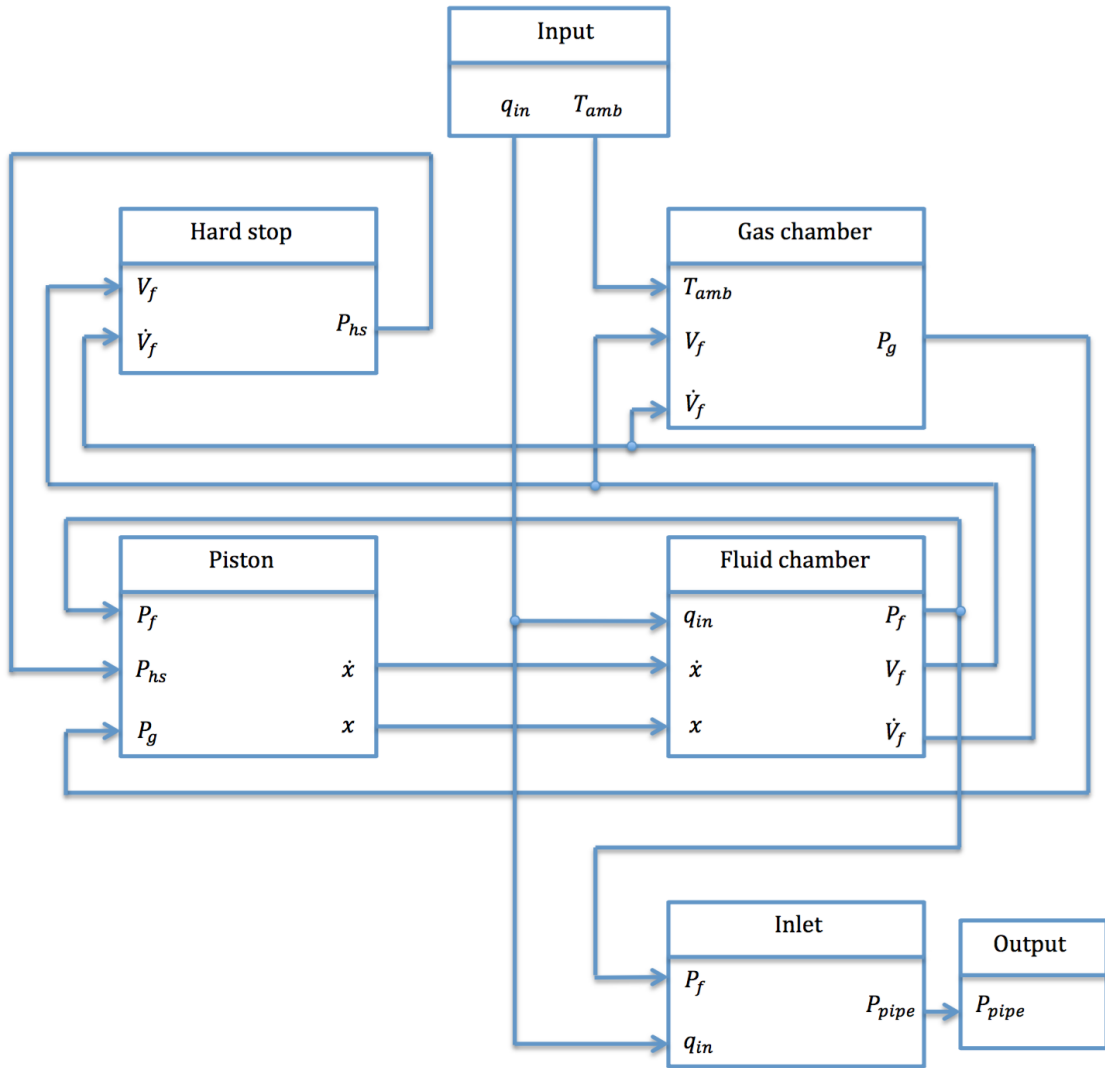 Input
q_in T_amb
Hard stop
V_f
V̇_f
P_hs
Gas chamber
T_amb
V_f
V̇_f
P_g
Piston
P_f
P_hs
P_g
ẋ
x
Fluid chamber
q_in
ẋ
x
P_f
V_f
V̇_f
Inlet
P_f
q_in
P_pipe
Output
P_pipe